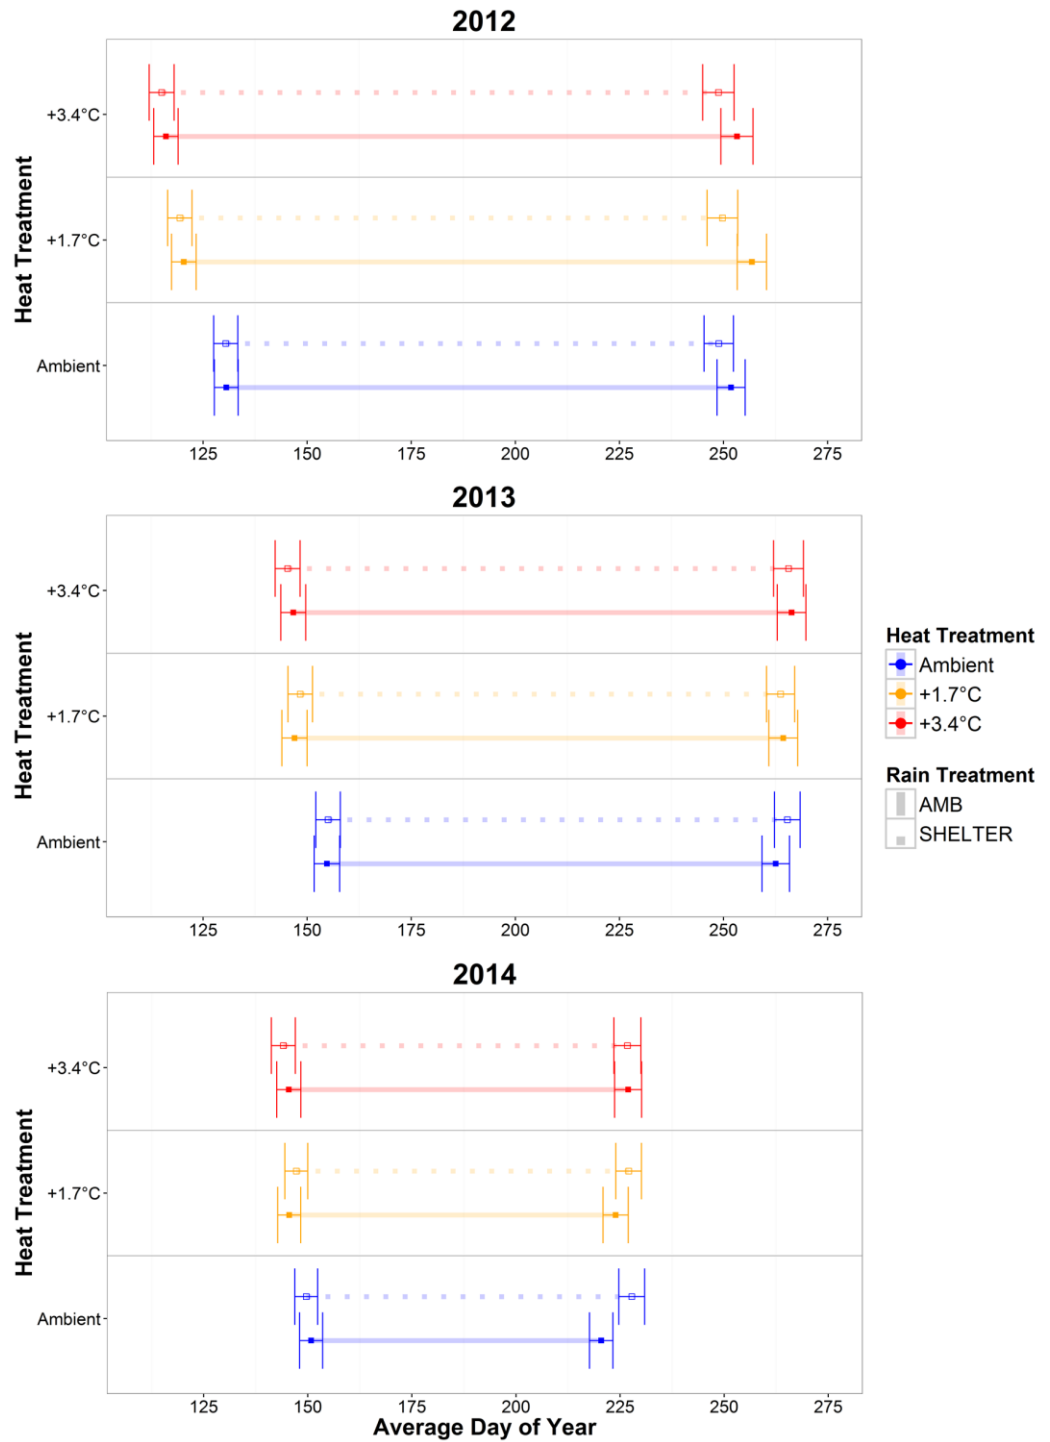 2012
Heat Treatment
+3.4°C
+1.7°C
Ambient
125 150 175 200 225 250 275
2013
Heat Treatment
+3.4°C
+1.7°C
Ambient
125 150 175 200 225 250 275
Heat Treatment
Ambient
+1.7°C
+3.4°C
Rain Treatment
AMB
SHELTER
2014
Heat Treatment
+3.4°C
+1.7°C
Ambient
125 150 175 200 225 250 275
Average Day of Year